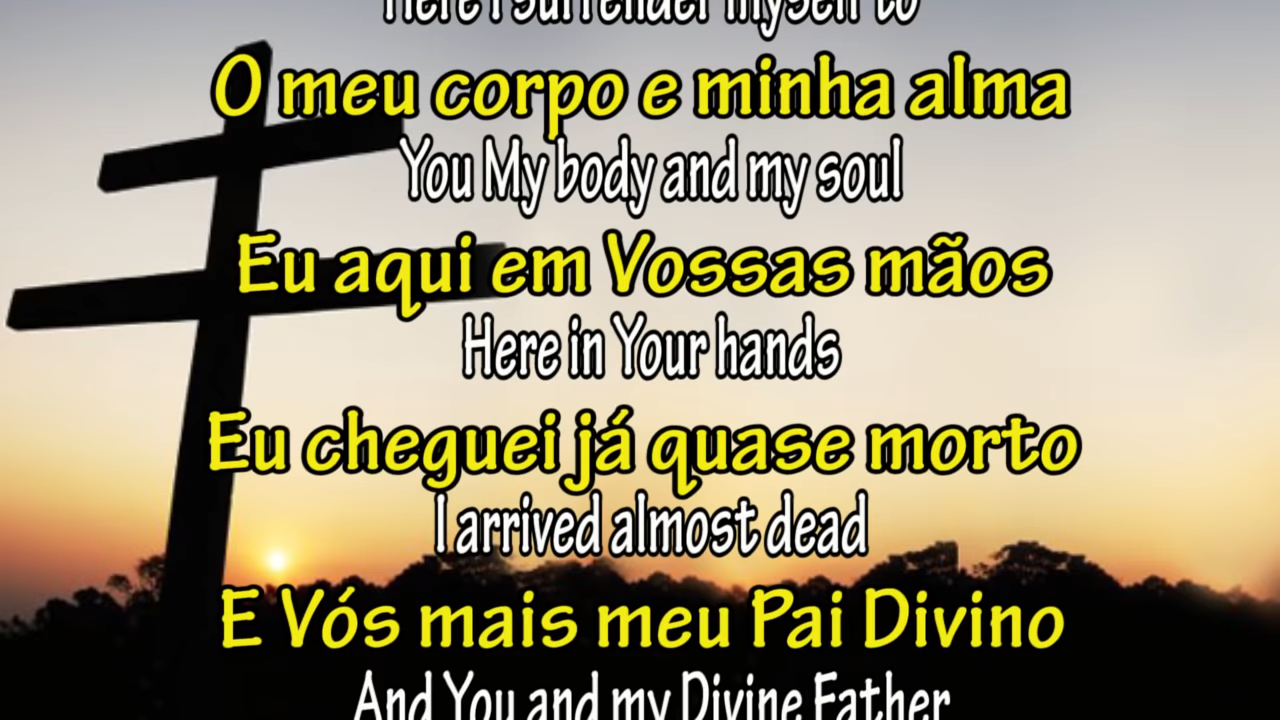 Here I surrender myself to
O meu corpo e minha alma
You My body and my soul
Eu aqui em Vossas mãos
Here in Your hands
Eu cheguei já quase morto
I arrived almost dead
E Vós mais meu Pai Divino
And You and my Divine Father